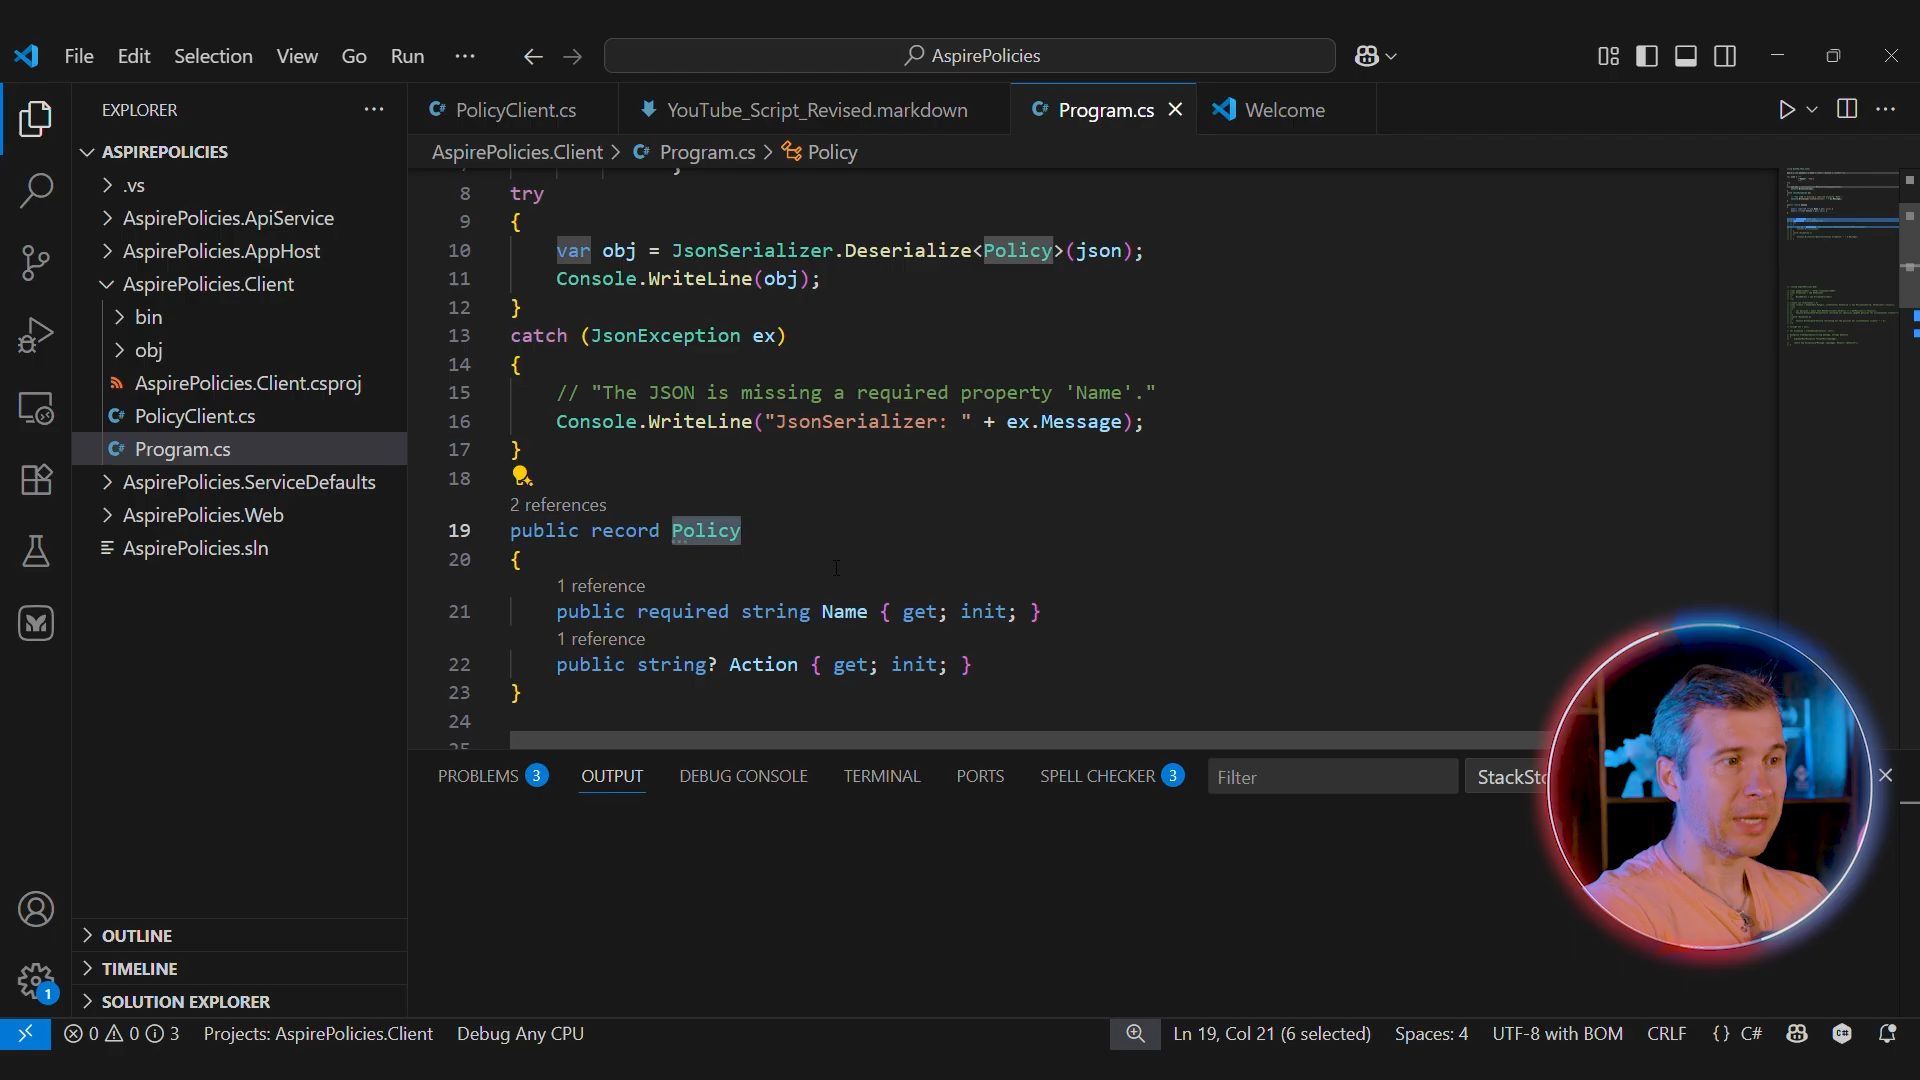 File Edit Selection View Go Run ··· AspirePolicies
EXPLORER ···
ASPIREPOLICIES
.vs
AspirePolicies.ApiService
AspirePolicies.AppHost
AspirePolicies.Client
bin
obj
AspirePolicies.Client.csproj
C# PolicyClient.cs
C# Program.cs
AspirePolicies.ServiceDefaults
AspirePolicies.Web
AspirePolicies.sln
OUTLINE
TIMELINE
SOLUTION EXPLORER
C# PolicyClient.cs YouTube_Script_Revised.markdown C# Program.cs Welcome
AspirePolicies.Client > C# Program.cs > Policy
8 try
9 {
10 var obj = JsonSerializer.Deserialize<Policy>(json);
11 Console.WriteLine(obj);
12 }
13 catch (JsonException ex)
14 {
15 // "The JSON is missing a required property 'Name'."
16 Console.WriteLine("JsonSerializer: " + ex.Message);
17 }
18
2 references
19 public record Policy
20 {
1 reference
21 public required string Name { get; init; }
1 reference
22 public string? Action { get; init; }
23 }
24
PROBLEMS 3 OUTPUT DEBUG CONSOLE TERMINAL PORTS SPELL CHECKER 3 Filter
1
0 0 3 Projects: AspirePolicies.Client Debug Any CPU Ln 19, Col 21 (6 selected) Spaces: 4 UTF-8 with BOM CRLF {} C#